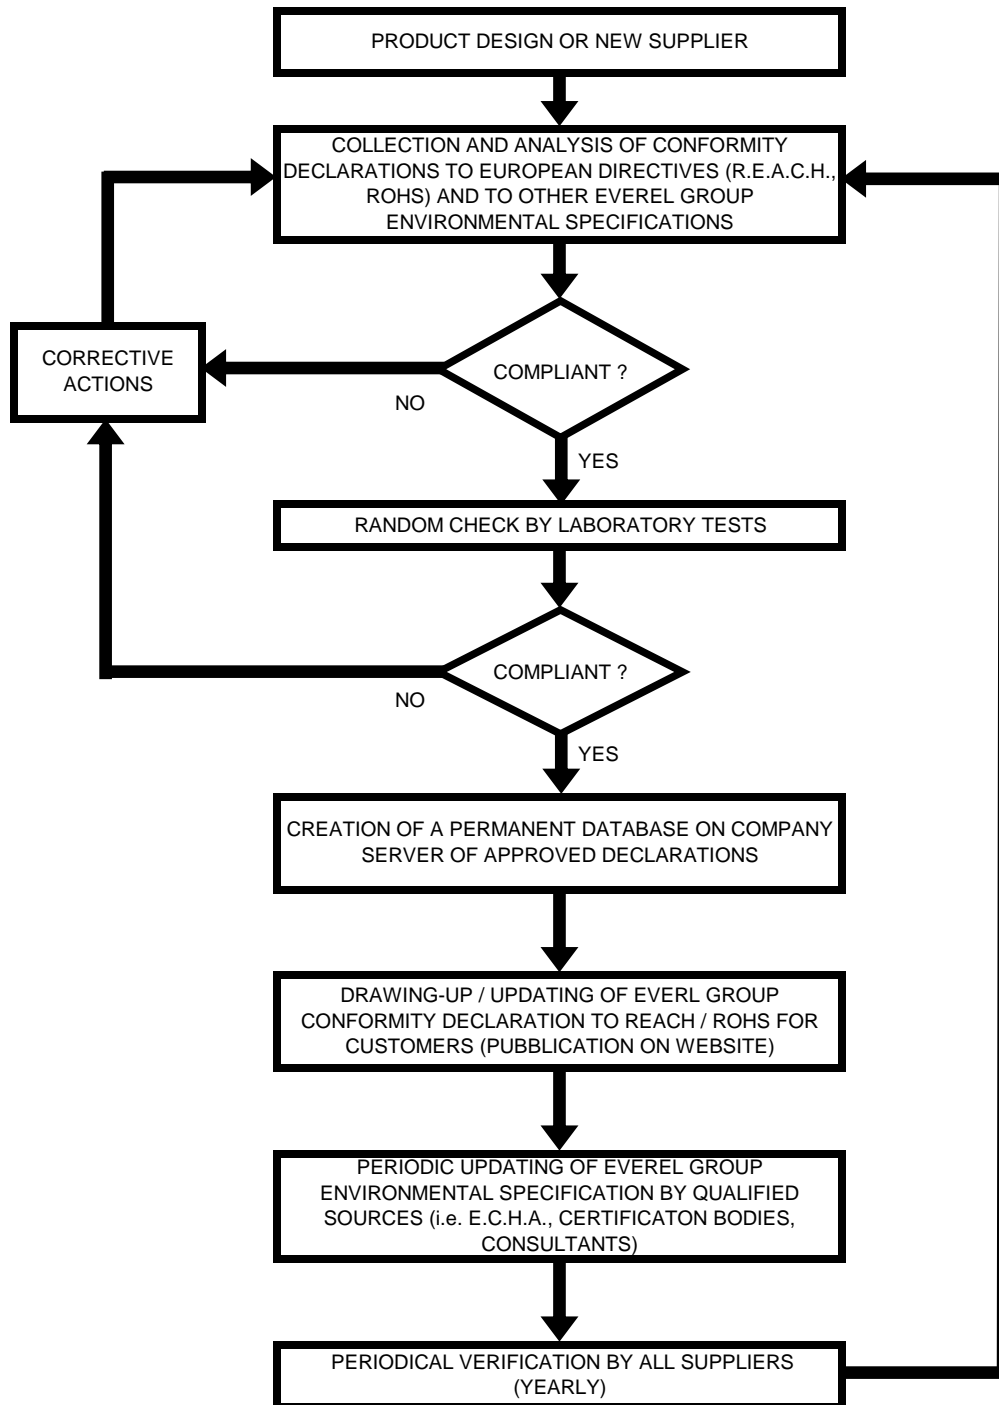 PRODUCT DESIGN OR NEW SUPPLIER
COLLECTION AND ANALYSIS OF CONFORMITY
DECLARATIONS TO EUROPEAN DIRECTIVES (R.E.A.C.H.,
ROHS) AND TO OTHER EVEREL GROUP
ENVIRONMENTAL SPECIFICATIONS
CORRECTIVE
ACTIONS
COMPLIANT ?
NO
YES
RANDOM CHECK BY LABORATORY TESTS
COMPLIANT ?
NO
YES
CREATION OF A PERMANENT DATABASE ON COMPANY
SERVER OF APPROVED DECLARATIONS
DRAWING-UP / UPDATING OF EVERL GROUP
CONFORMITY DECLARATION TO REACH / ROHS FOR
CUSTOMERS (PUBBLICATION ON WEBSITE)
PERIODIC UPDATING OF EVEREL GROUP
ENVIRONMENTAL SPECIFICATION BY QUALIFIED
SOURCES (i.e. E.C.H.A., CERTIFICATON BODIES,
CONSULTANTS)
PERIODICAL VERIFICATION BY ALL SUPPLIERS
(YEARLY)